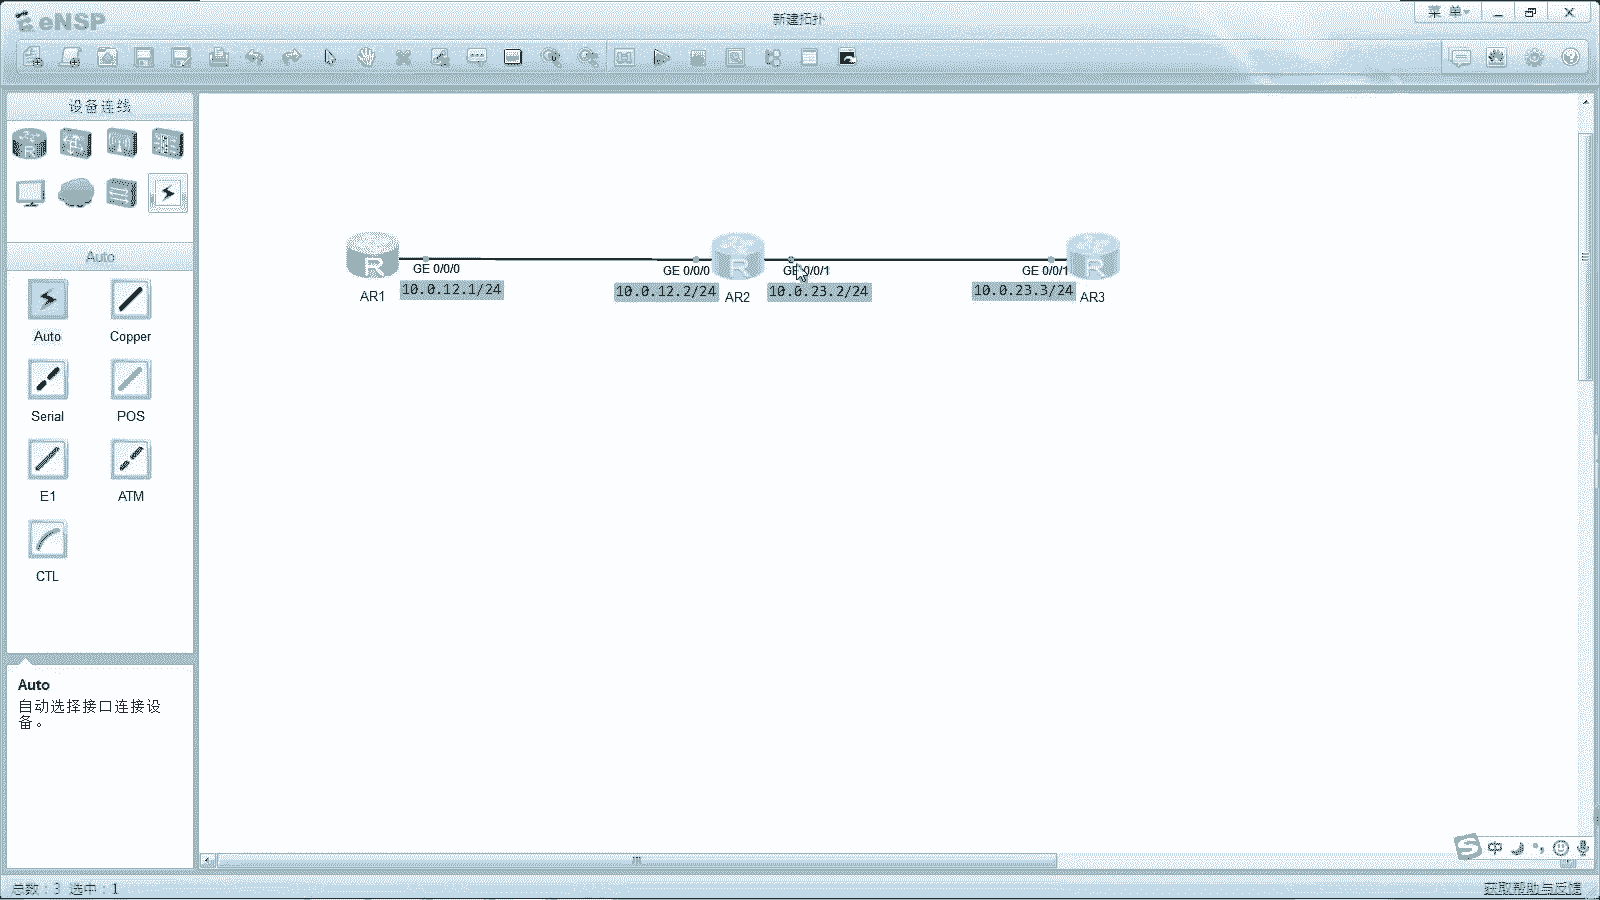 eNSP
新建拓扑
菜 单
设备连线
Auto
Auto
Copper
Serial
POS
E1
ATM
CTL
Auto
自动选择接口连接设
备。
GE 0/0/0
GE 0/0/0
GE 0/0/1
GE 0/0/1
AR1
10.0.12.1/24
10.0.12.2/24
AR2
10.0.23.2/24
10.0.23.3/24
AR3
R
R
R
R
S 中
总数：3 选中：1
获取帮助与反馈